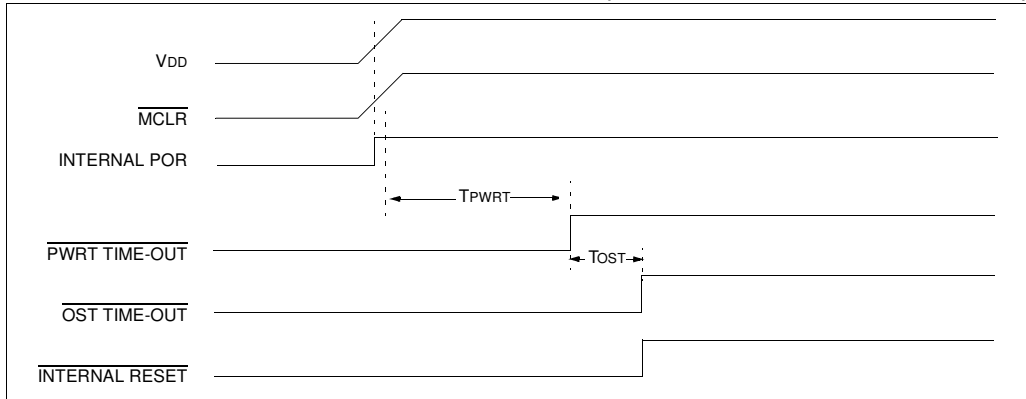 VDD
MCLR
INTERNAL POR
TPWRT
PWRT TIME-OUT
TOST
OST TIME-OUT
INTERNAL RESET